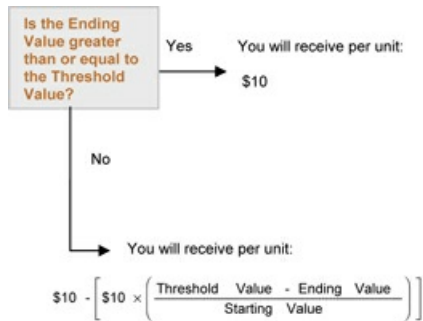 Is the Ending
Value greater
than or equal to
the Threshold
Value?
Yes
You will receive per unit:
$10
No
You will receive per unit:
$10 - [ $10 × ( Threshold Value - Ending Value
Starting Value ) ]